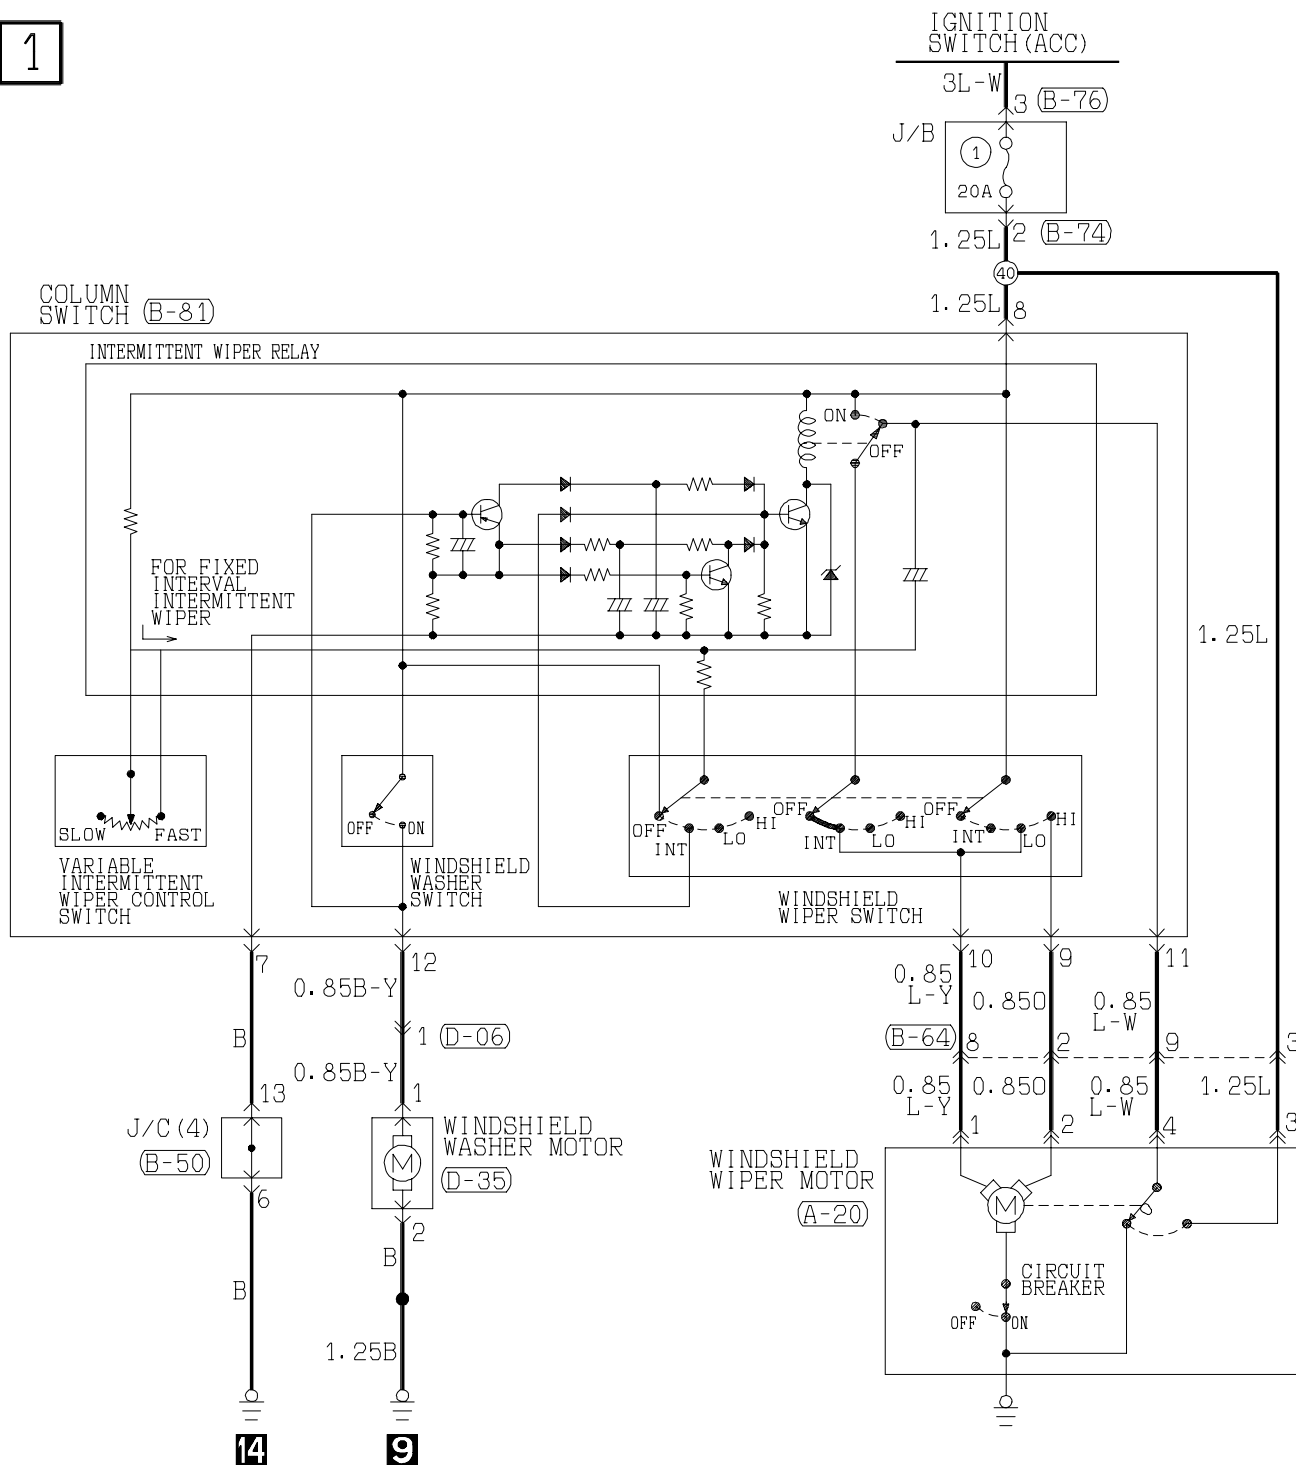 1
IGNITION
SWITCH(ACC)
3L-W
3
B-76
J/B
1
20A
1.25L
2
B-74
40
1.25L
8
COLUMN
SWITCH
B-81
INTERMITTENT WIPER RELAY
ON
OFF
FOR FIXED
INTERVAL
INTERMITTENT
WIPER
1.25L
SLOW
FAST
VARIABLE
INTERMITTENT
WIPER CONTROL
SWITCH
OFF
ON
WINDSHIELD
WASHER
SWITCH
OFF
INT
LO
HI
OFF
INT
LO
HI
OFF
INT
LO
HI
WINDSHIELD
WIPER SWITCH
7
12
10
9
11
0.85B-Y
0.85
L-Y
0.85O
0.85
L-W
B
1
D-06
B-64
8
2
9
3
0.85B-Y
0.85
L-Y
0.85O
0.85
L-W
1.25L
13
1
1
2
4
3
J/C(4)
B-50
M
WINDSHIELD
WASHER MOTOR
D-35
WINDSHIELD
WIPER MOTOR
A-20
M
6
2
B
B
CIRCUIT
BREAKER
OFF
ON
1.25B
14
9